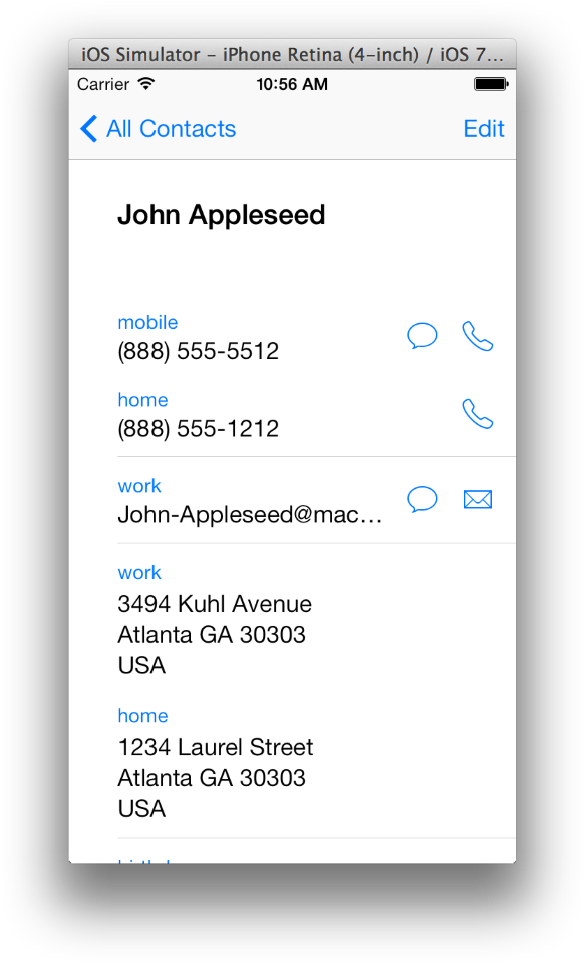 iOS Simulator – iPhone Retina (4-inch) / iOS 7...
Carrier 10:56 AM
All Contacts Edit
John Appleseed
mobile
(888) 555-5512
home
(888) 555-1212
work
John-Appleseed@mac...
work
3494 Kuhl Avenue
Atlanta GA 30303
USA
home
1234 Laurel Street
Atlanta GA 30303
USA